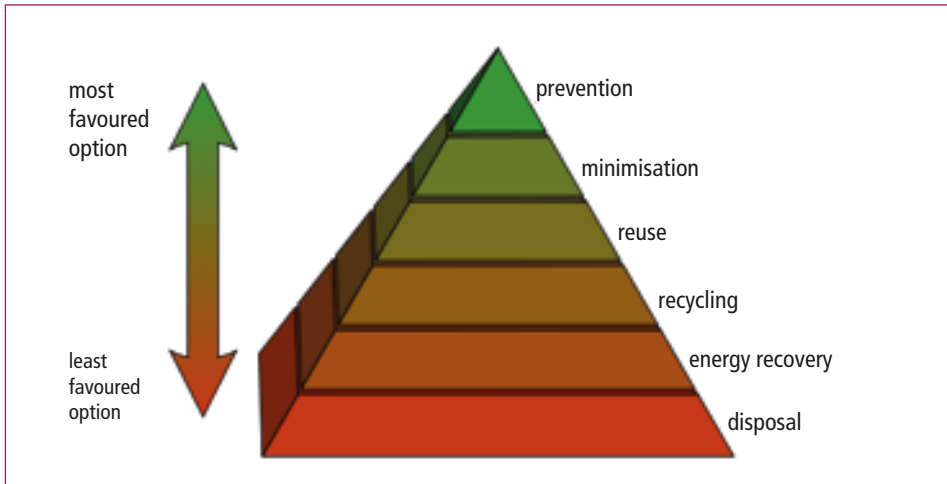 most
favoured
option
prevention
minimisation
reuse
recycling
energy recovery
disposal
least
favoured
option